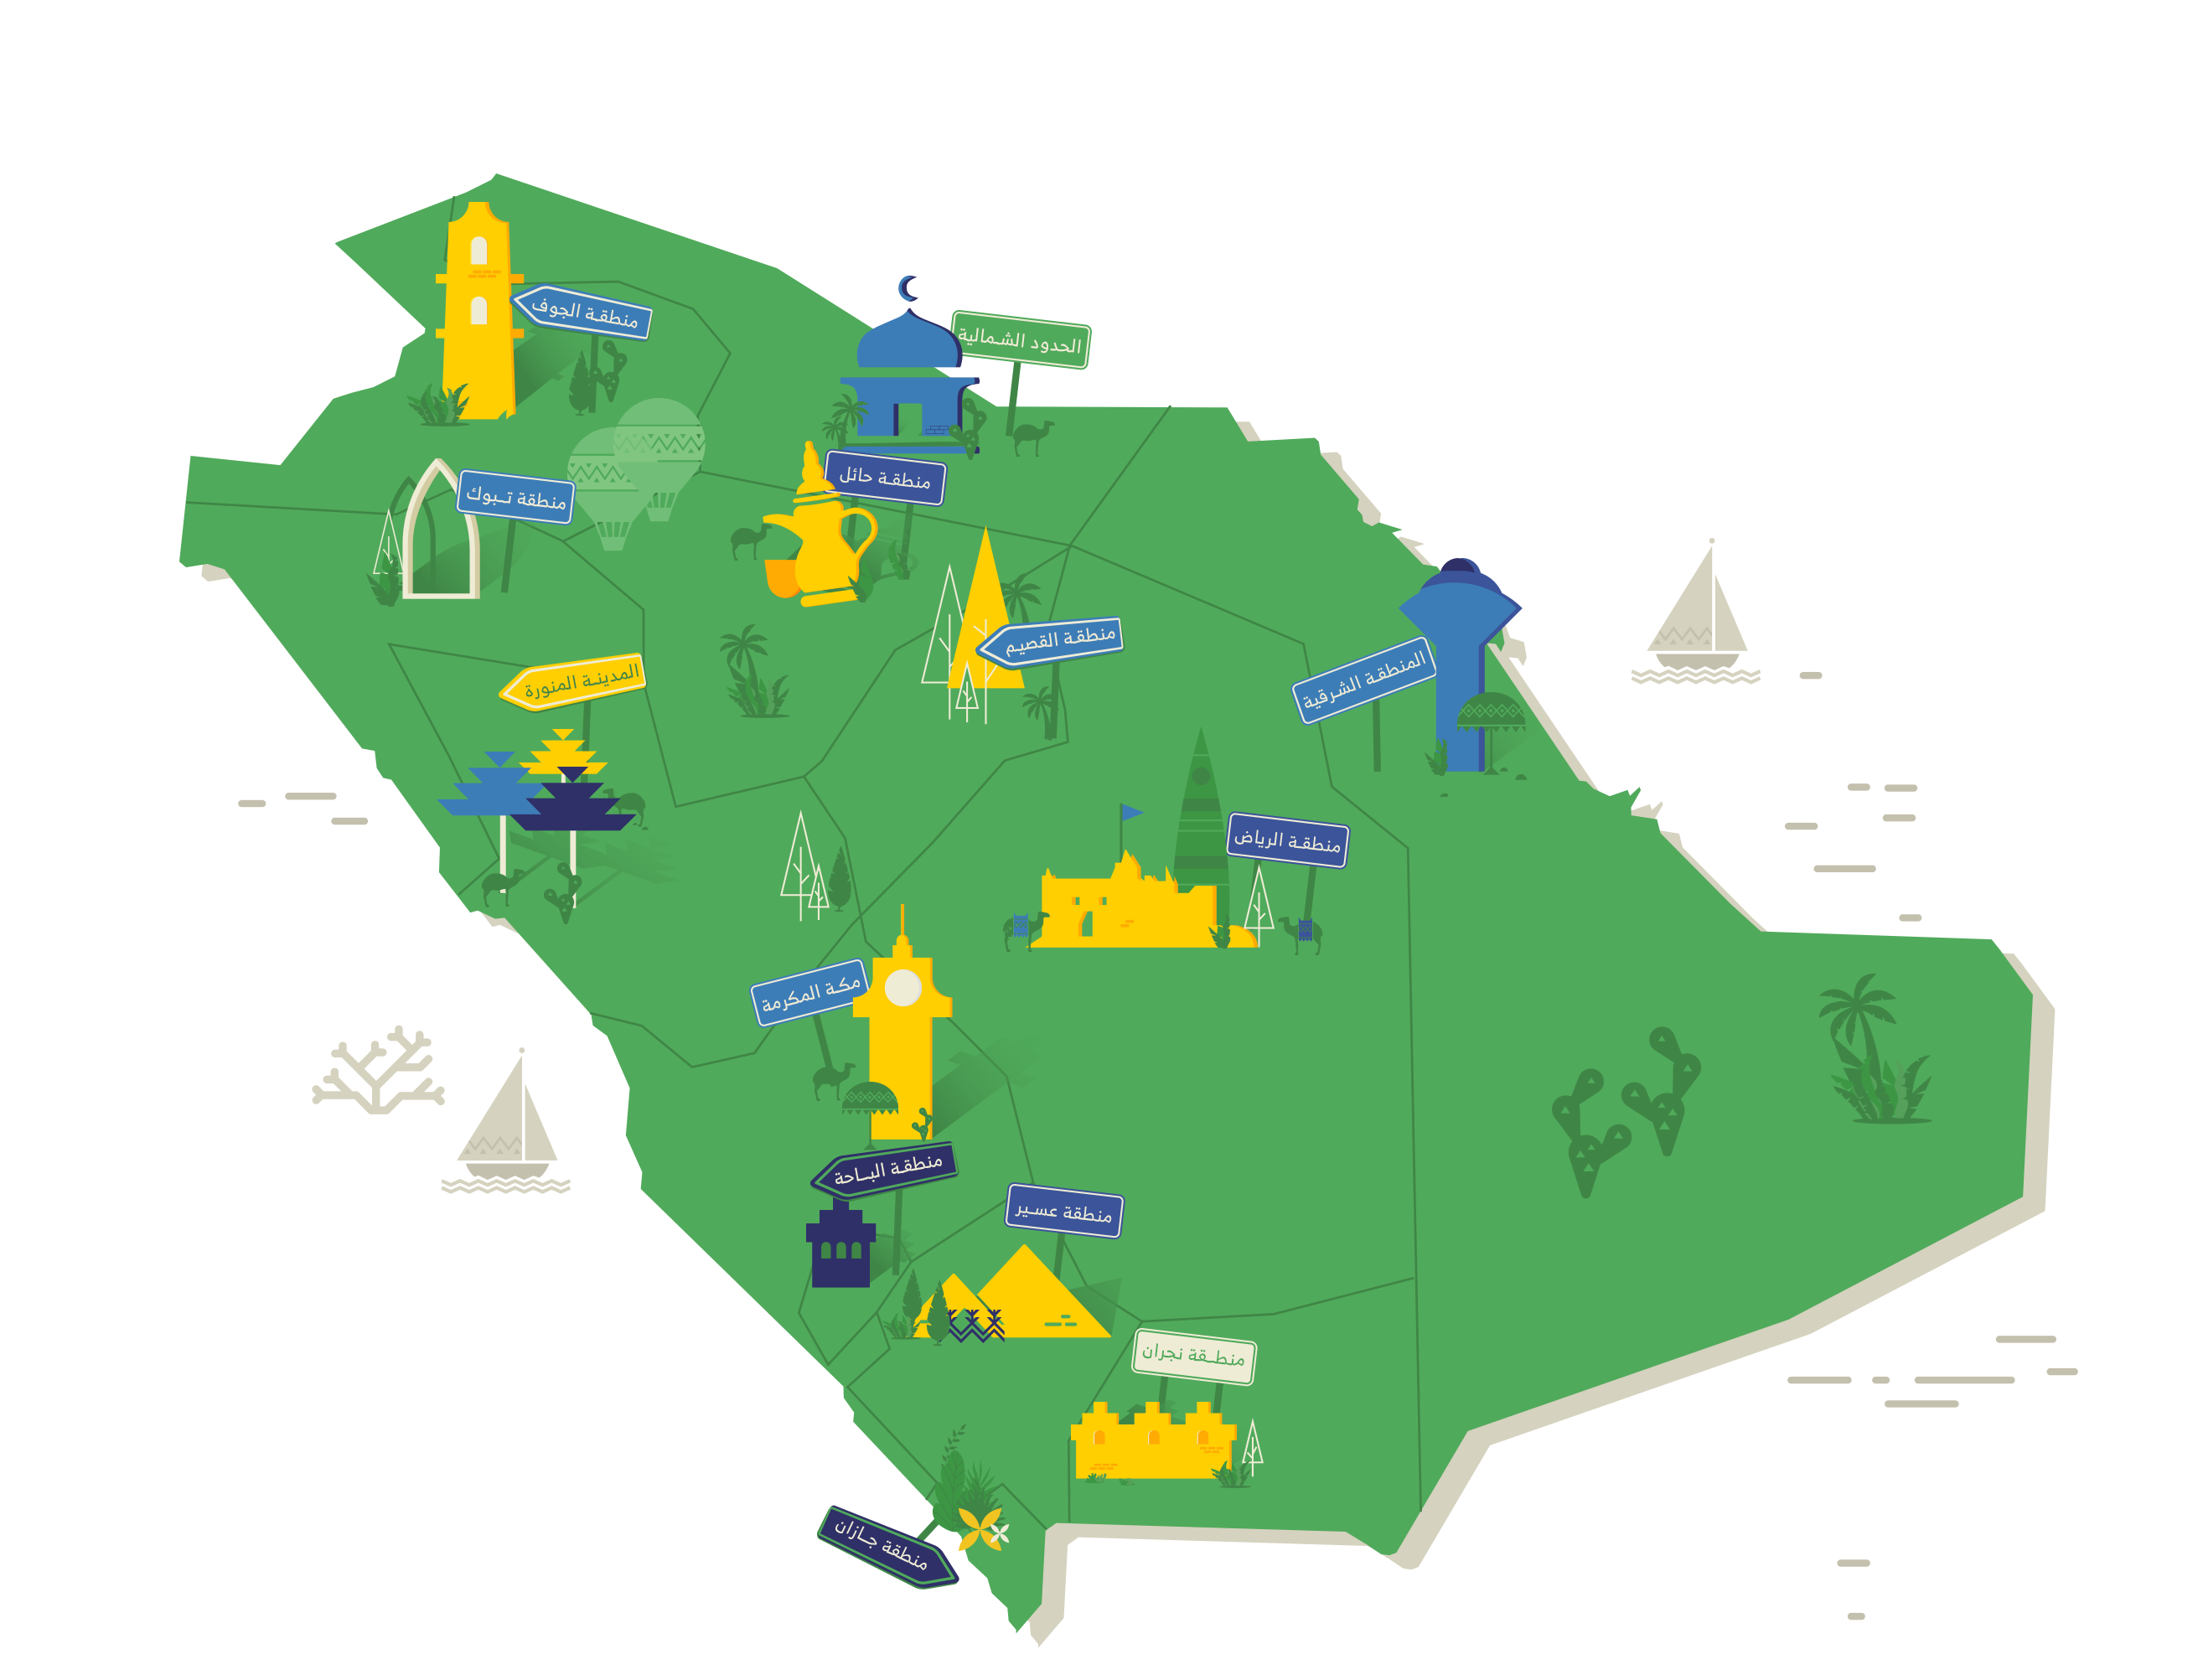 منطقة الجوف
الحدود الشمالية
منطقة حائل
منطقة تبوك
منطقة القصيم
المدينة المنورة
المنطقة الشرقية
منطقة الرياض
مكة المكرمة
منطقة الباحة
منطقة عسير
منطقة نجران
منطقة جازان